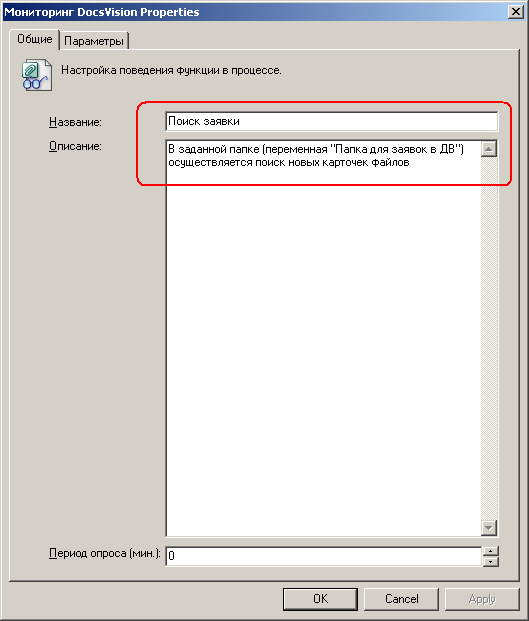 Мониторинг DocsVision Properties
Общие
Параметры
Настройка поведения функции в процессе.
Название:
Поиск заявки
Описание:
В заданной папке (переменная "Папка для заявок в ДВ")
осуществляется поиск новых карточек файлов
Период опроса (мин.):
0
OK
Cancel
Apply